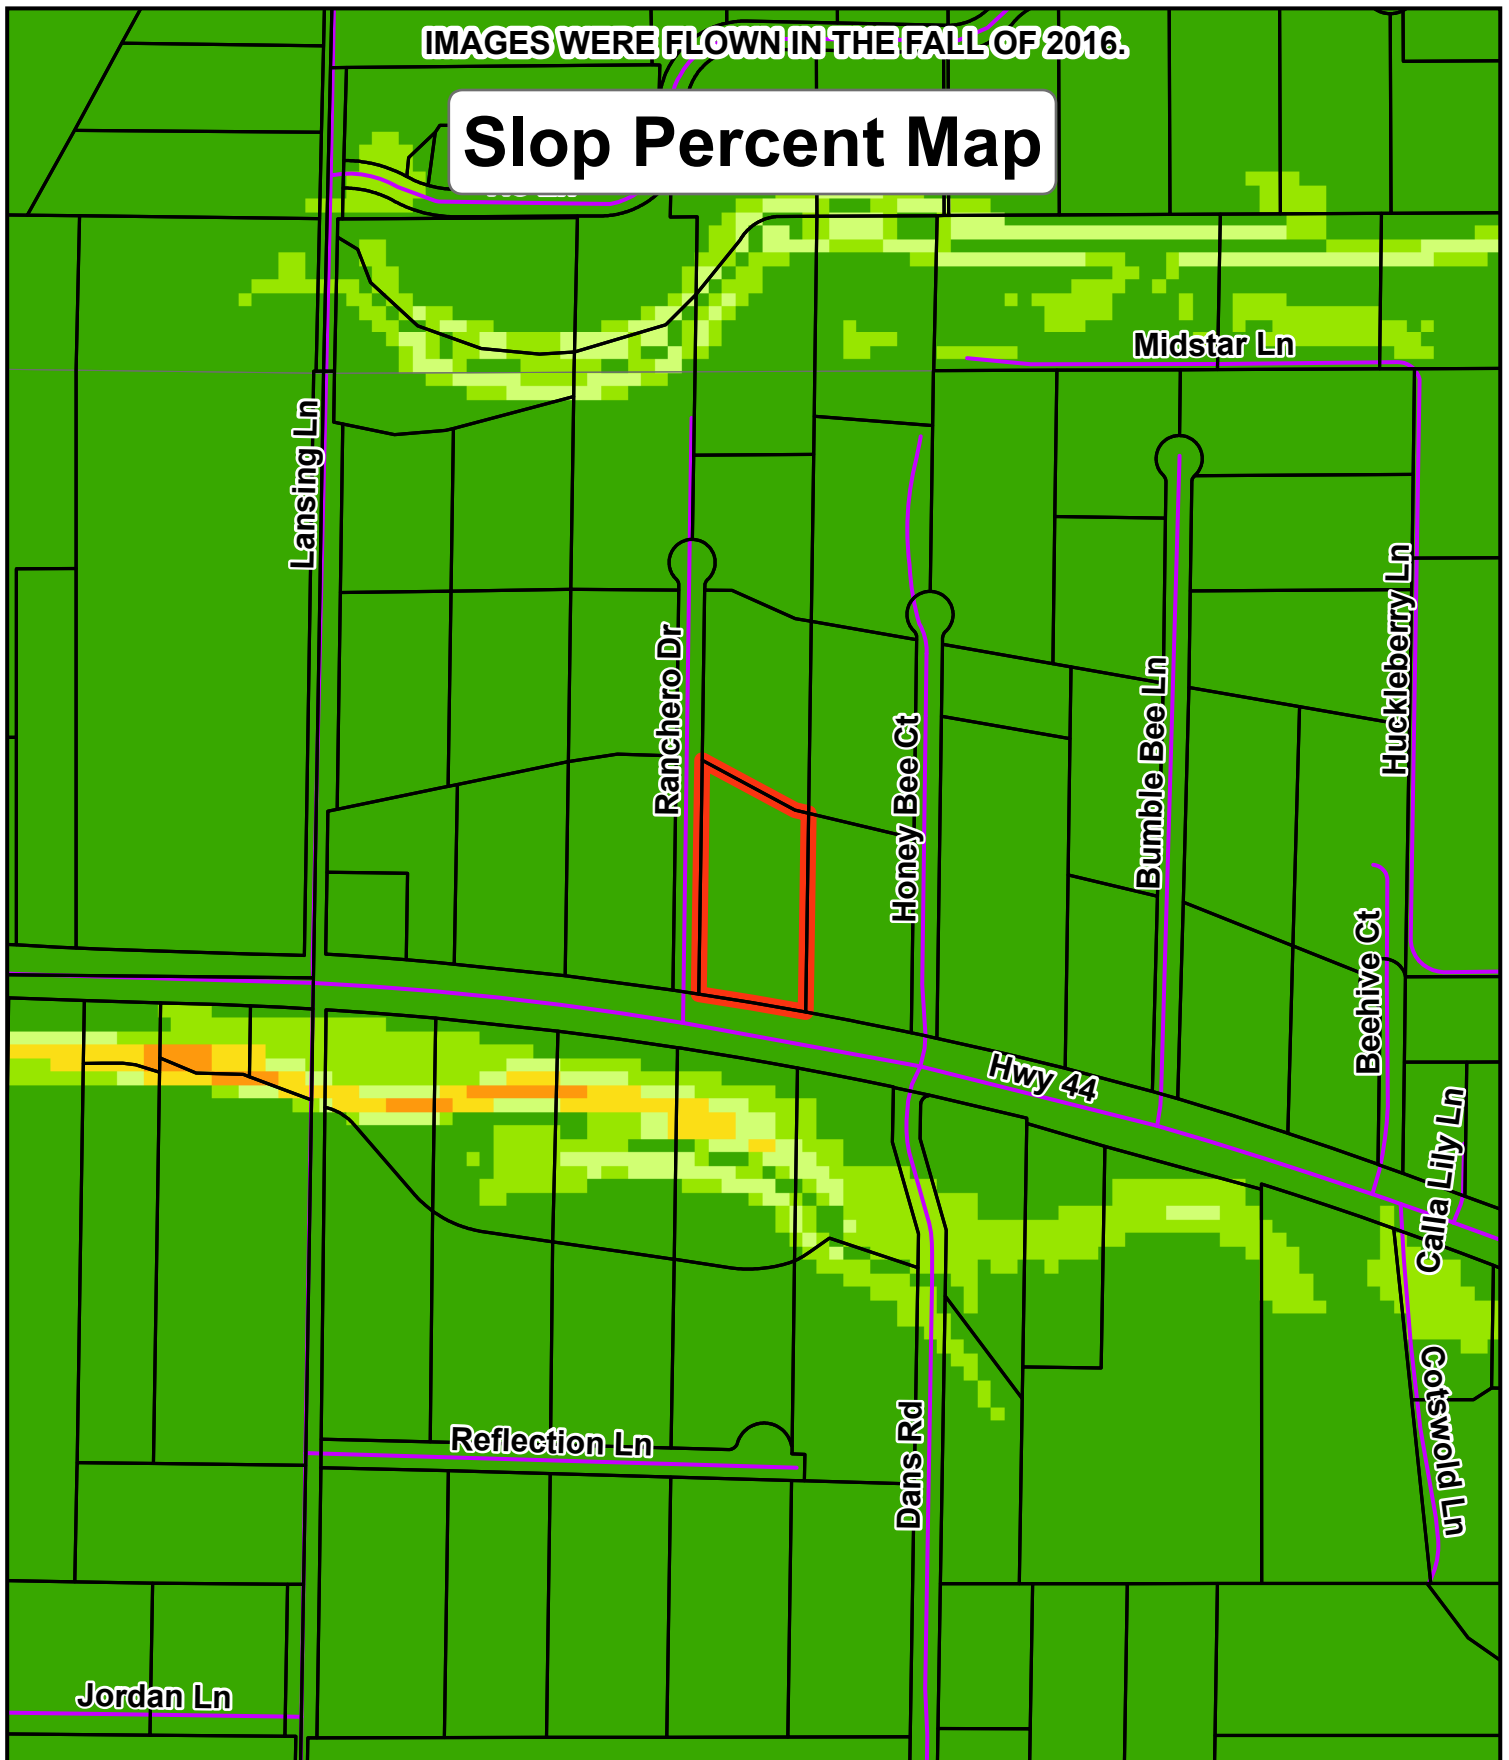 IMAGES WERE FLOWN IN THE FALL OF 2016.
Slop Percent Map
Midstar Ln
Lansing Ln
Ranchero Dr
Honey Bee Ct
Bumble Bee Ln
Huckleberry Ln
Beehive Ct
Hwy 44
Calla Lily Ln
Cotswold Ln
Dans Rd
Reflection Ln
Jordan Ln